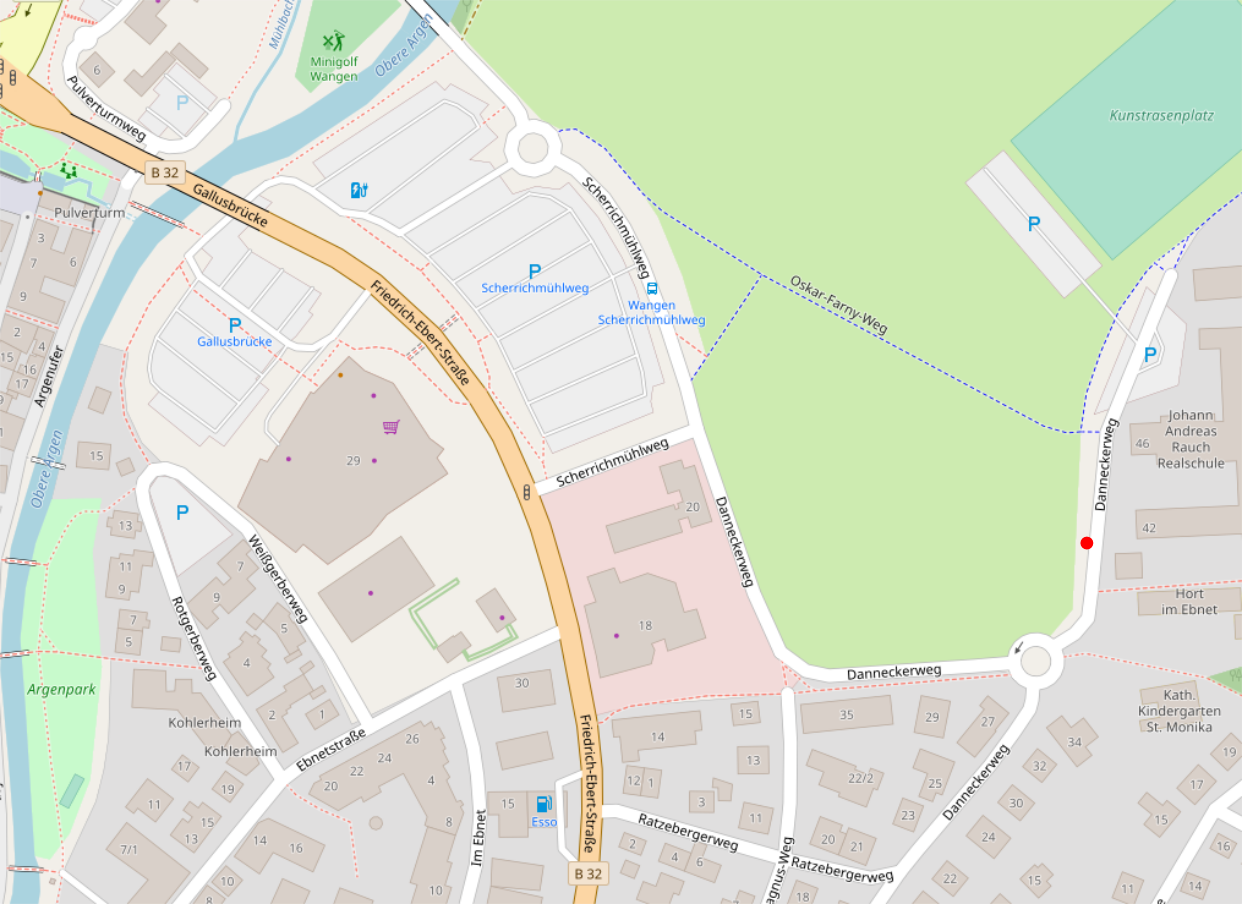 Mühlbach
Obere Argen
Minigolf
Wangen
Kunstrasenplatz
6
P
Pulverturmweg
B 32
Gallusbrücke
Pulverturm
Scherrichmühlweg
P
3
7
6
9
P
Scherrichmühlweg
Wangen
Scherrichmühlweg
Oskar-Farny-Weg
Friedrich-Ebert-Straße
P
Gallusbrücke
P
2
4
15
16
17
Argenufer
Johann
Andreas
Rauch
Realschule
46
Danneckerweg
29
15
Obere Argen
Scherrichmühlweg
20
P
13
42
Danneckerweg
Weißgerberweg
11
9
7
9
Hort
im Ebnet
Rotgerberweg
7
5
5
18
4
Danneckerweg
Argenpark
30
Kath.
Kindergarten
St. Monika
2
1
Kohlerheim
Kohlerheim
Ebnetstraße
15
35
29
27
14
26
24
22
20
34
19
17
19
4
13
32
22/2
25
12
1
17
11
15
13
8
15
Esso
Friedrich-Ebert-Straße
3
11
23
30
15
Danneckerweg
Im Ebnet
Ratzebergerweg
7/1
14
16
2
4
6
20
21
24
16
Ratzebergerweg
agnus-Weg
10
10
8
B 32
18
22
15
11
14